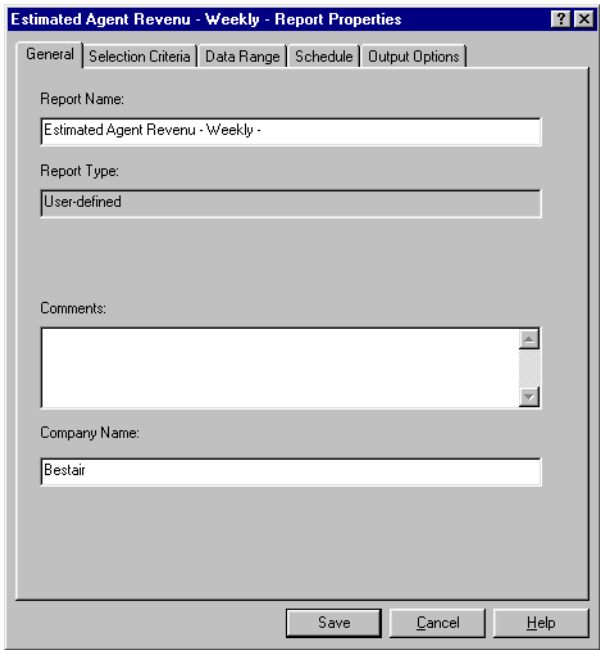 Estimated Agent Revenu - Weekly - Report Properties
General Selection Criteria Data Range Schedule Output Options
Report Name:
Estimated Agent Revenu - Weekly -
Report Type:
User-defined
Comments:
Company Name:
Bestair
Save Cancel Help